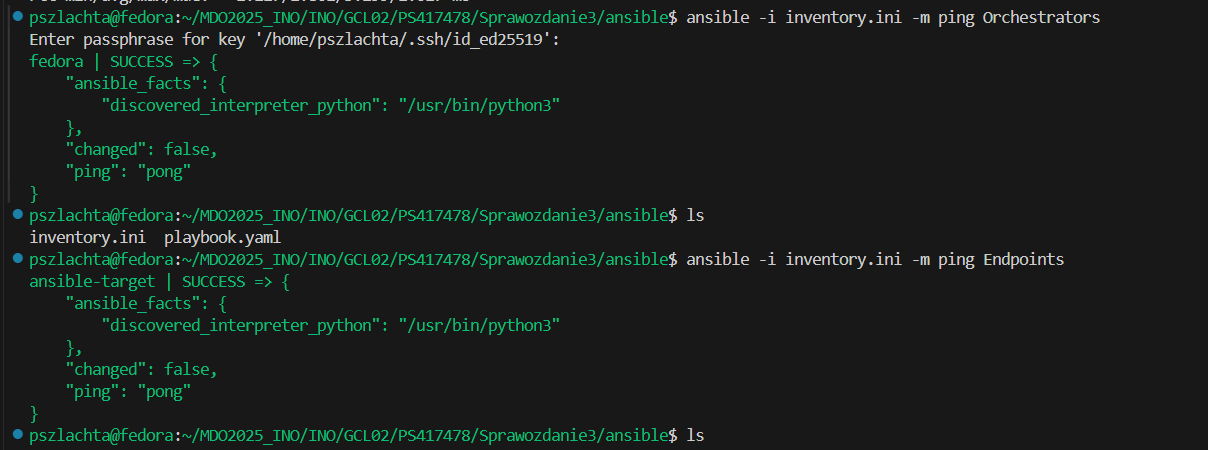 pszlachta@fedora:~/MDO2025_INO/INO/GCL02/PS417478/Sprawozdanie3/ansible$ ansible -i inventory.ini -m ping Orchestrators
Enter passphrase for key '/home/pszlachta/.ssh/id_ed25519':
fedora | SUCCESS => {
    "ansible_facts": {
        "discovered_interpreter_python": "/usr/bin/python3"
    },
    "changed": false,
    "ping": "pong"
}
pszlachta@fedora:~/MDO2025_INO/INO/GCL02/PS417478/Sprawozdanie3/ansible$ ls
inventory.ini  playbook.yaml
pszlachta@fedora:~/MDO2025_INO/INO/GCL02/PS417478/Sprawozdanie3/ansible$ ansible -i inventory.ini -m ping Endpoints
ansible-target | SUCCESS => {
    "ansible_facts": {
        "discovered_interpreter_python": "/usr/bin/python3"
    },
    "changed": false,
    "ping": "pong"
}
pszlachta@fedora:~/MDO2025_INO/INO/GCL02/PS417478/Sprawozdanie3/ansible$ ls